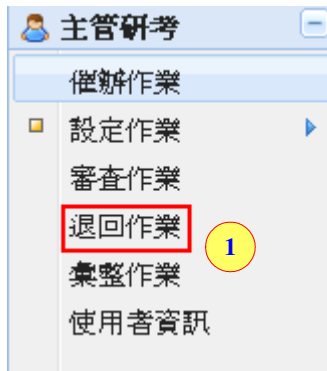 主管研考
催辦作業
設定作業
審查作業
退回作業
1
彙整作業
使用者資訊